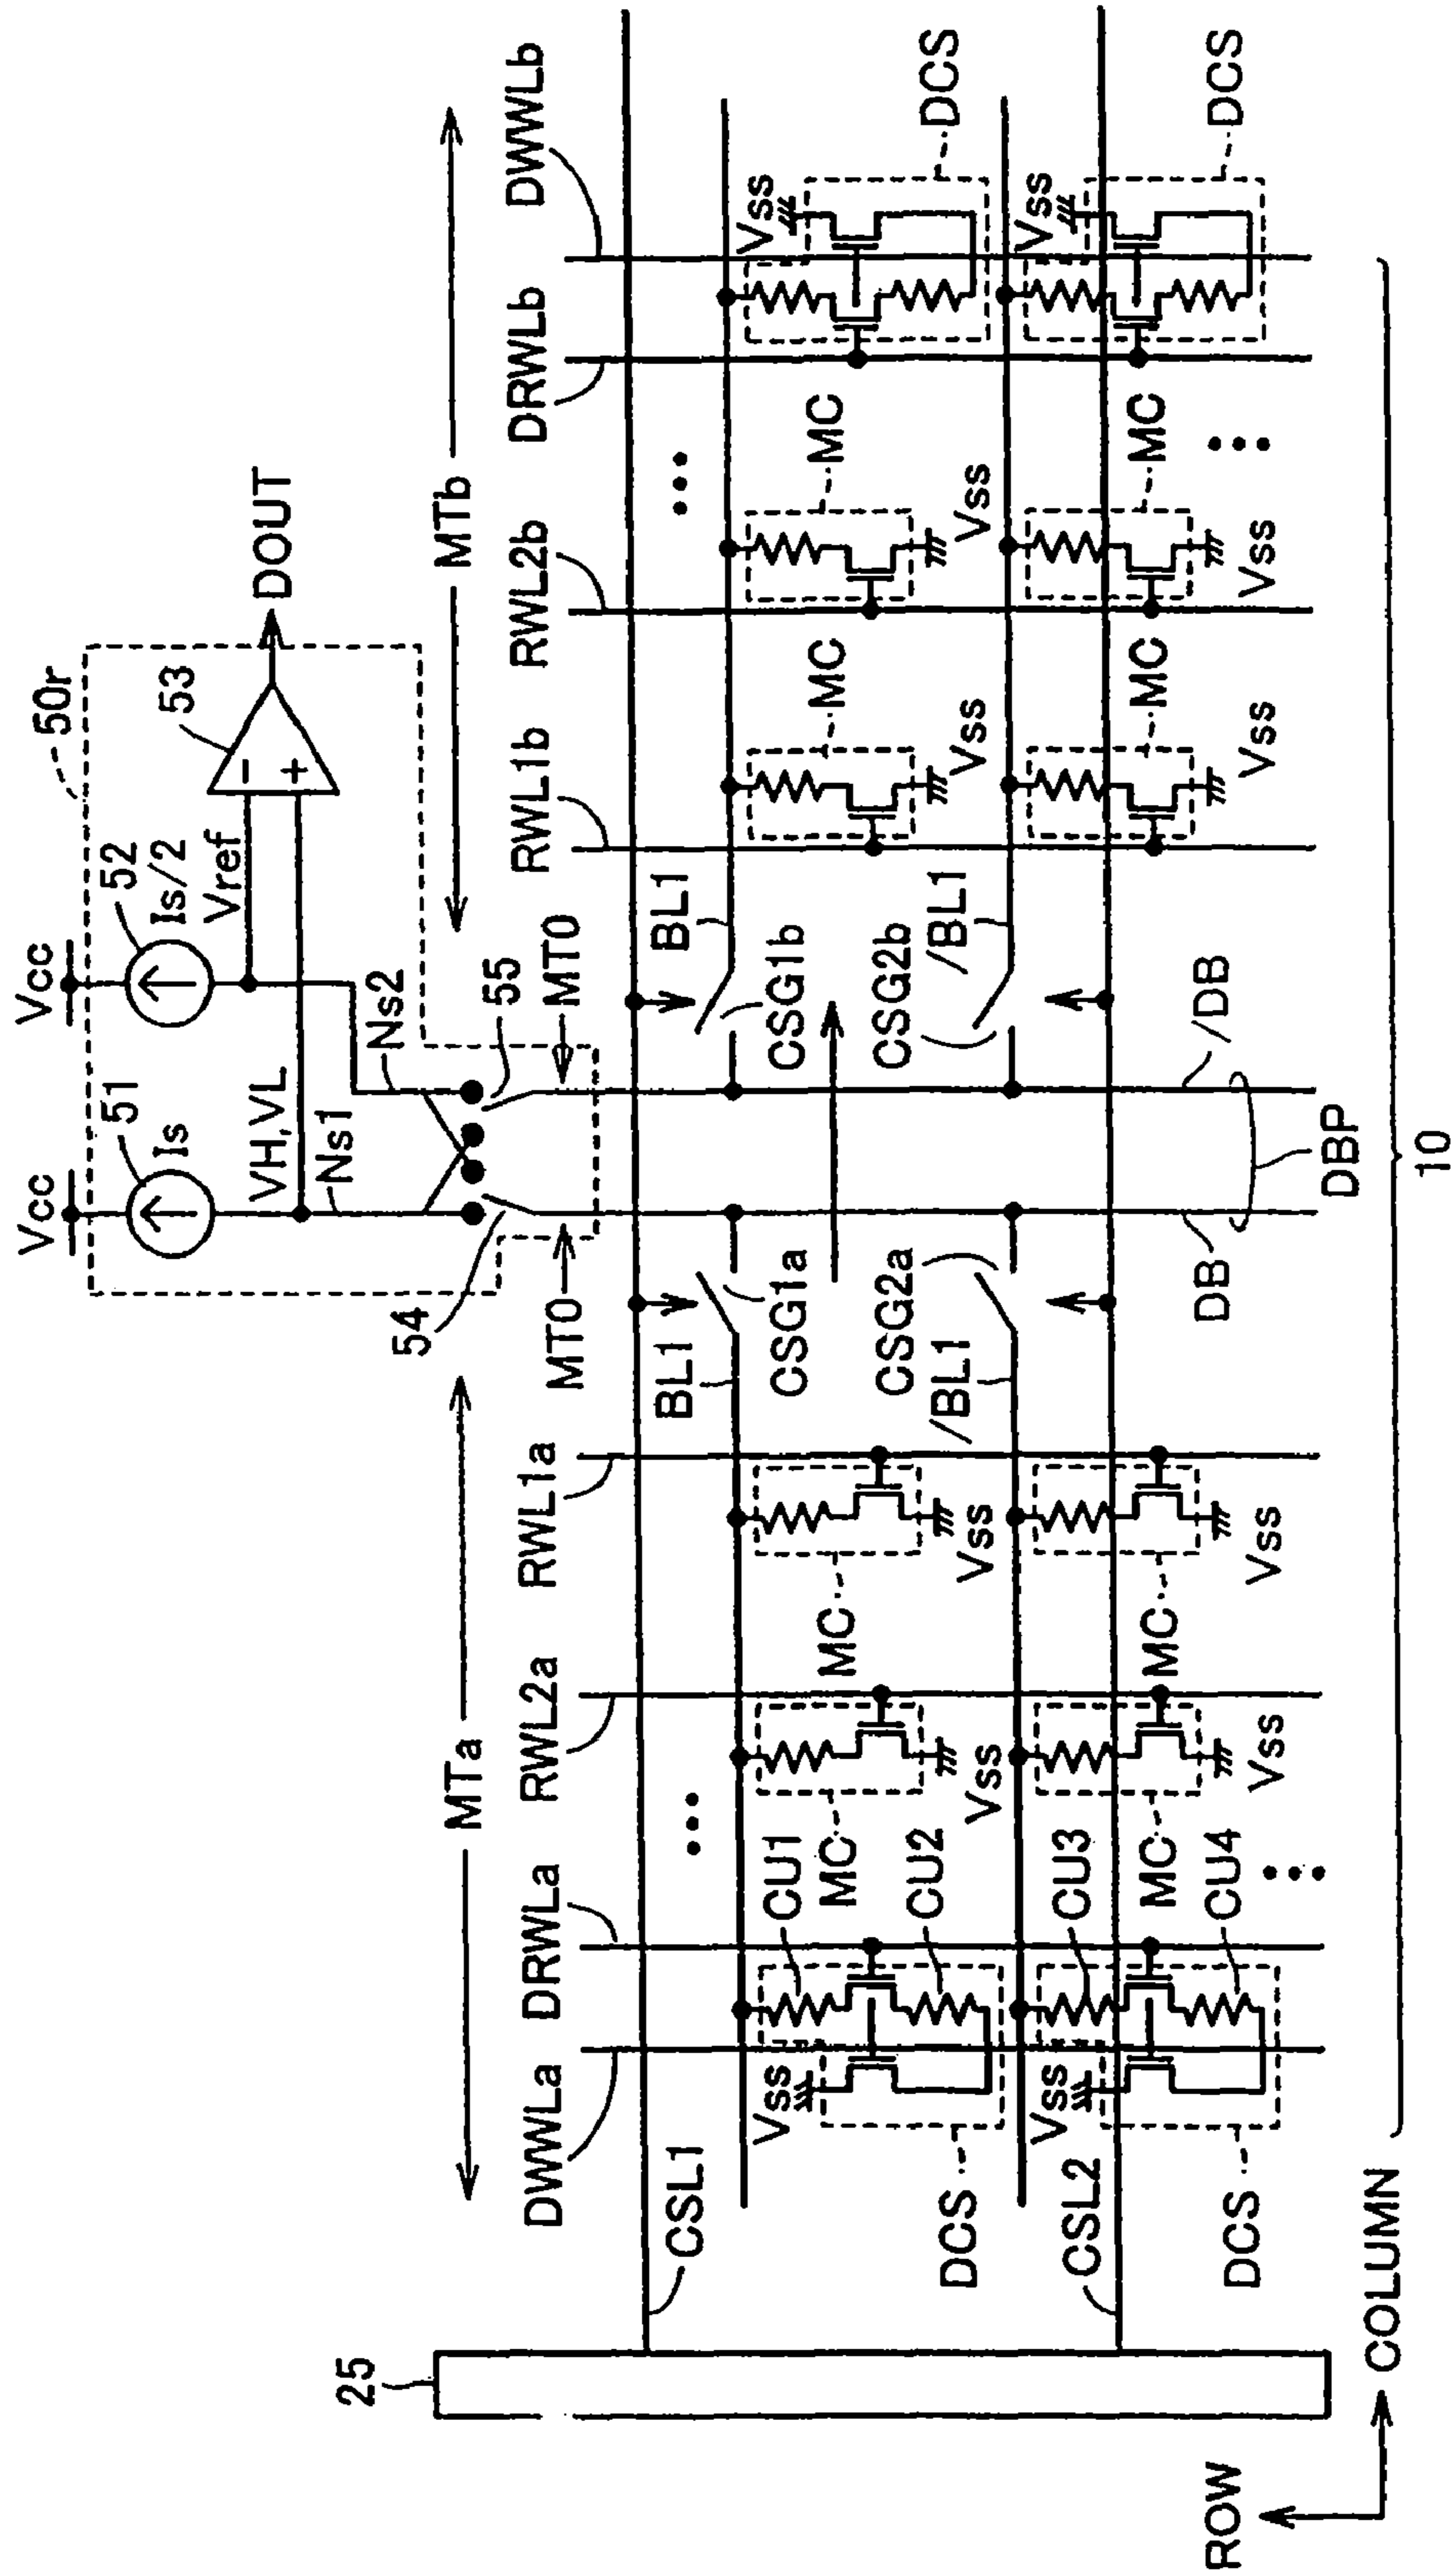 Vcc
Vcc
50r
51
Is
52
Is/2
53
DOUT
VH,VL
Vref
Ns1
Ns2
54
55
MT0
MT0
MTa
MTb
DWWLa
DRWLa
RWL2a
RWL1a
RWL1b
RWL2b
DRWLb
DWWLb
25
CSL1
BL1
BL1
Vss
CU1
CU2
MC
MC
Vss
Vss
CSG1a
CSG1b
MC
Vss
MC
Vss
Vss
DCS
DCS
/BL1
CSG2a
CSG2b
/BL1
CSL2
Vss
CU3
CU4
MC
MC
Vss
Vss
MC
Vss
MC
Vss
Vss
DCS
DCS
DB
/DB
DBP
10
ROW
COLUMN